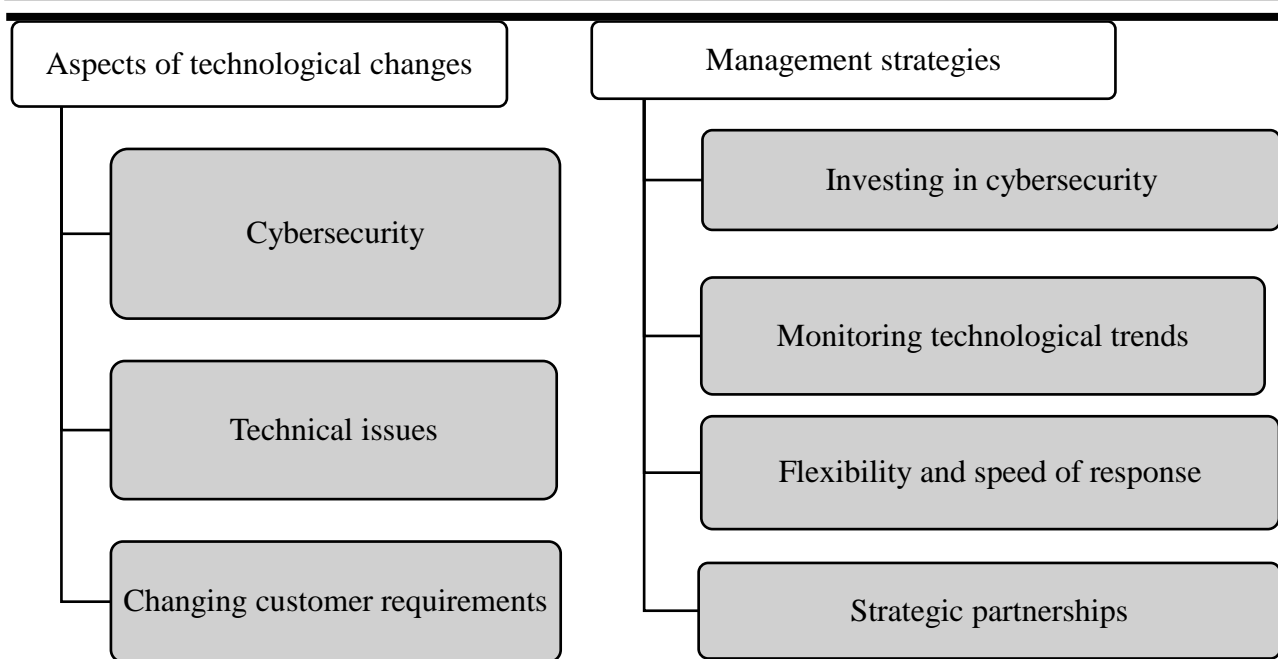 Aspects of technological changes
Cybersecurity
Technical issues
Changing customer requirements
Management strategies
Investing in cybersecurity
Monitoring technological trends
Flexibility and speed of response
Strategic partnerships